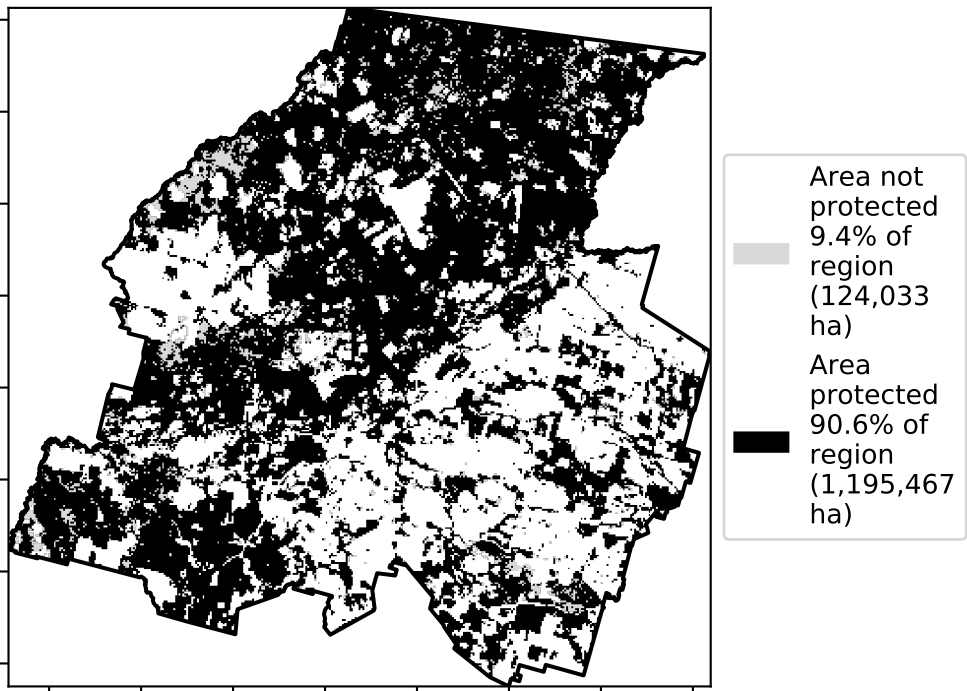 Area not
protected
9.4% of
region
(124,033
ha)
Area
protected
90.6% of
region
(1,195,467
ha)